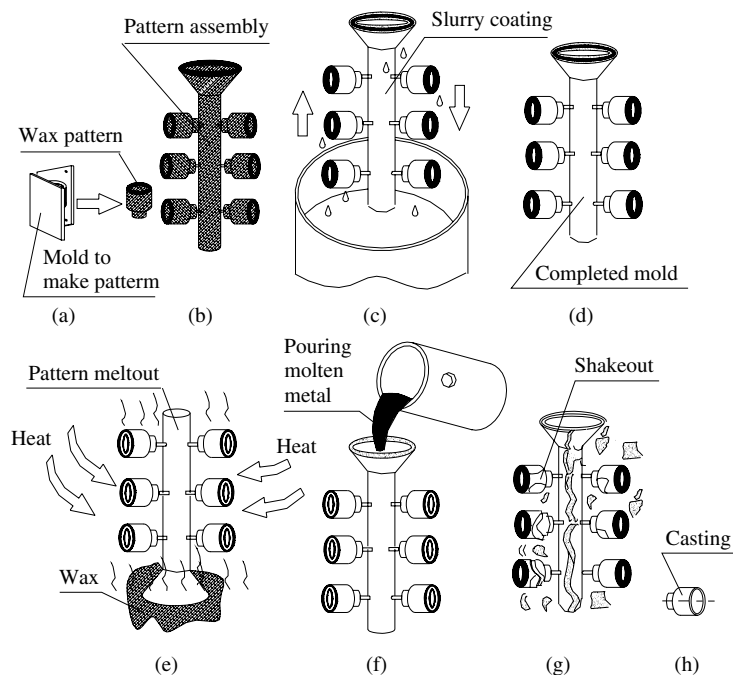 Pattern assembly
Slurry coating
Wax pattern
Mold to
make patterm
Completed mold
(a)
(b)
(c)
(d)
Pattern meltout
Heat
Heat
Wax
Pouring
molten
metal
Shakeout
Casting
(e)
(f)
(g)
(h)